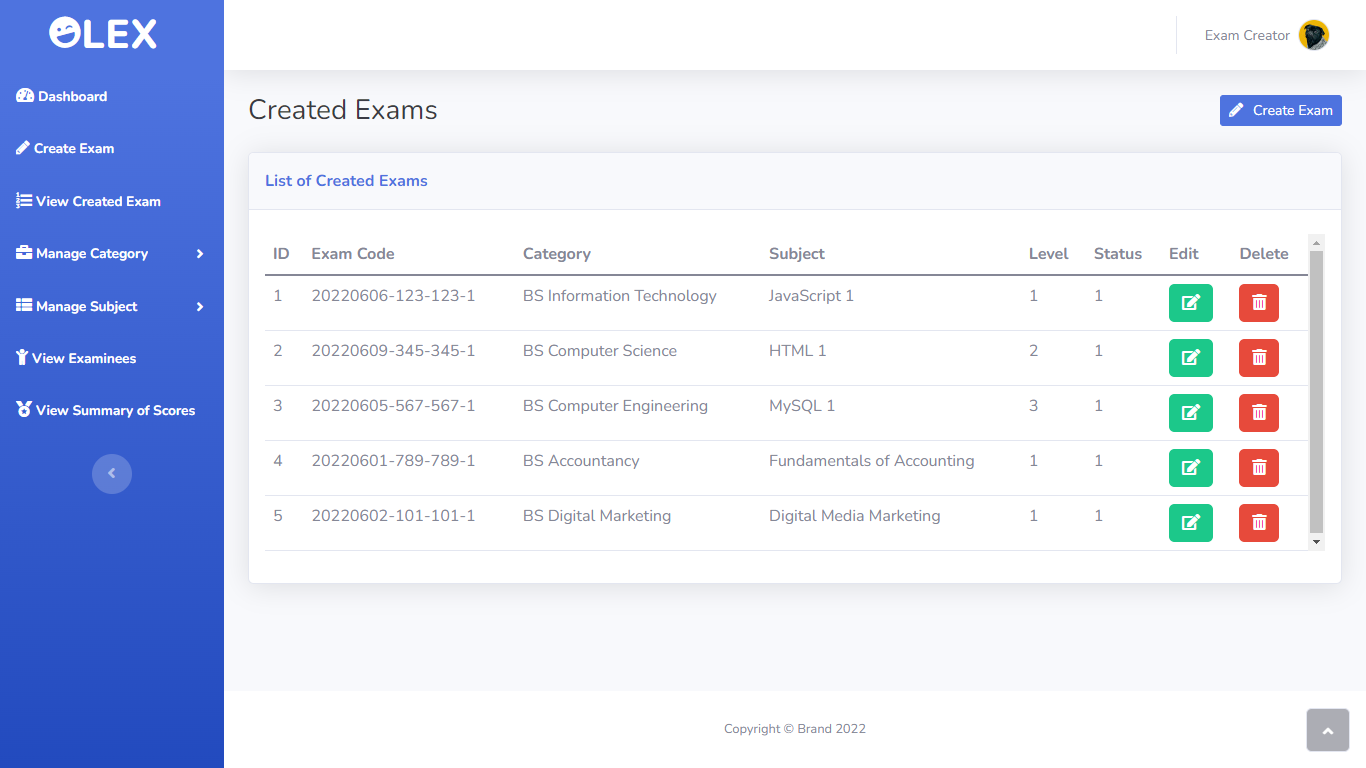 OLEX
Dashboard
Create Exam
View Created Exam
Manage Category
Manage Subject
View Examinees
View Summary of Scores
Exam Creator
Created Exams
Create Exam
List of Created Exams
ID Exam Code Category Subject Level Status Edit Delete
1 20220606-123-123-1 BS Information Technology JavaScript 1 1 1
2 20220609-345-345-1 BS Computer Science HTML 1 2 1
3 20220605-567-567-1 BS Computer Engineering MySQL 1 3 1
4 20220601-789-789-1 BS Accountancy Fundamentals of Accounting 1 1
5 20220602-101-101-1 BS Digital Marketing Digital Media Marketing 1 1
Copyright © Brand 2022